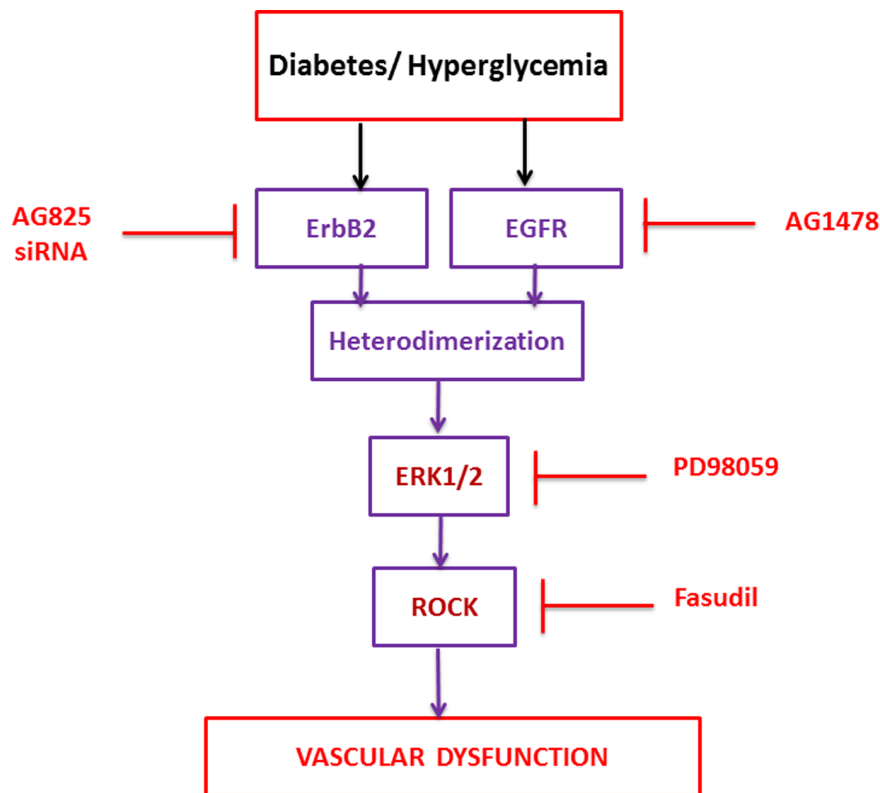 Diabetes/ Hyperglycemia
AG825
siRNA
ErbB2
EGFR
AG1478
Heterodimerization
ERK1/2
PD98059
ROCK
Fasudil
VASCULAR DYSFUNCTION